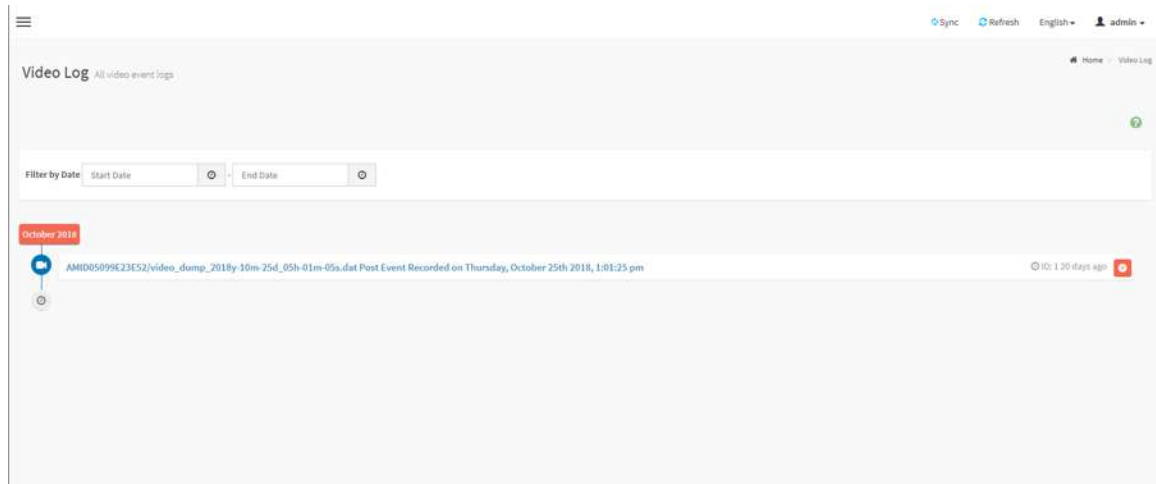 Sync Refresh English admin
Video Log All video event logs
Home / Video Log
Filter by Date Start Date - End Date
October 2018
AMID05099E23E52/video_dump_2018y-10m-25d_05h-01m-05s.dat Post Event Recorded on Thursday, October 25th 2018, 1:01:25 pm
ID: 1 20 days ago